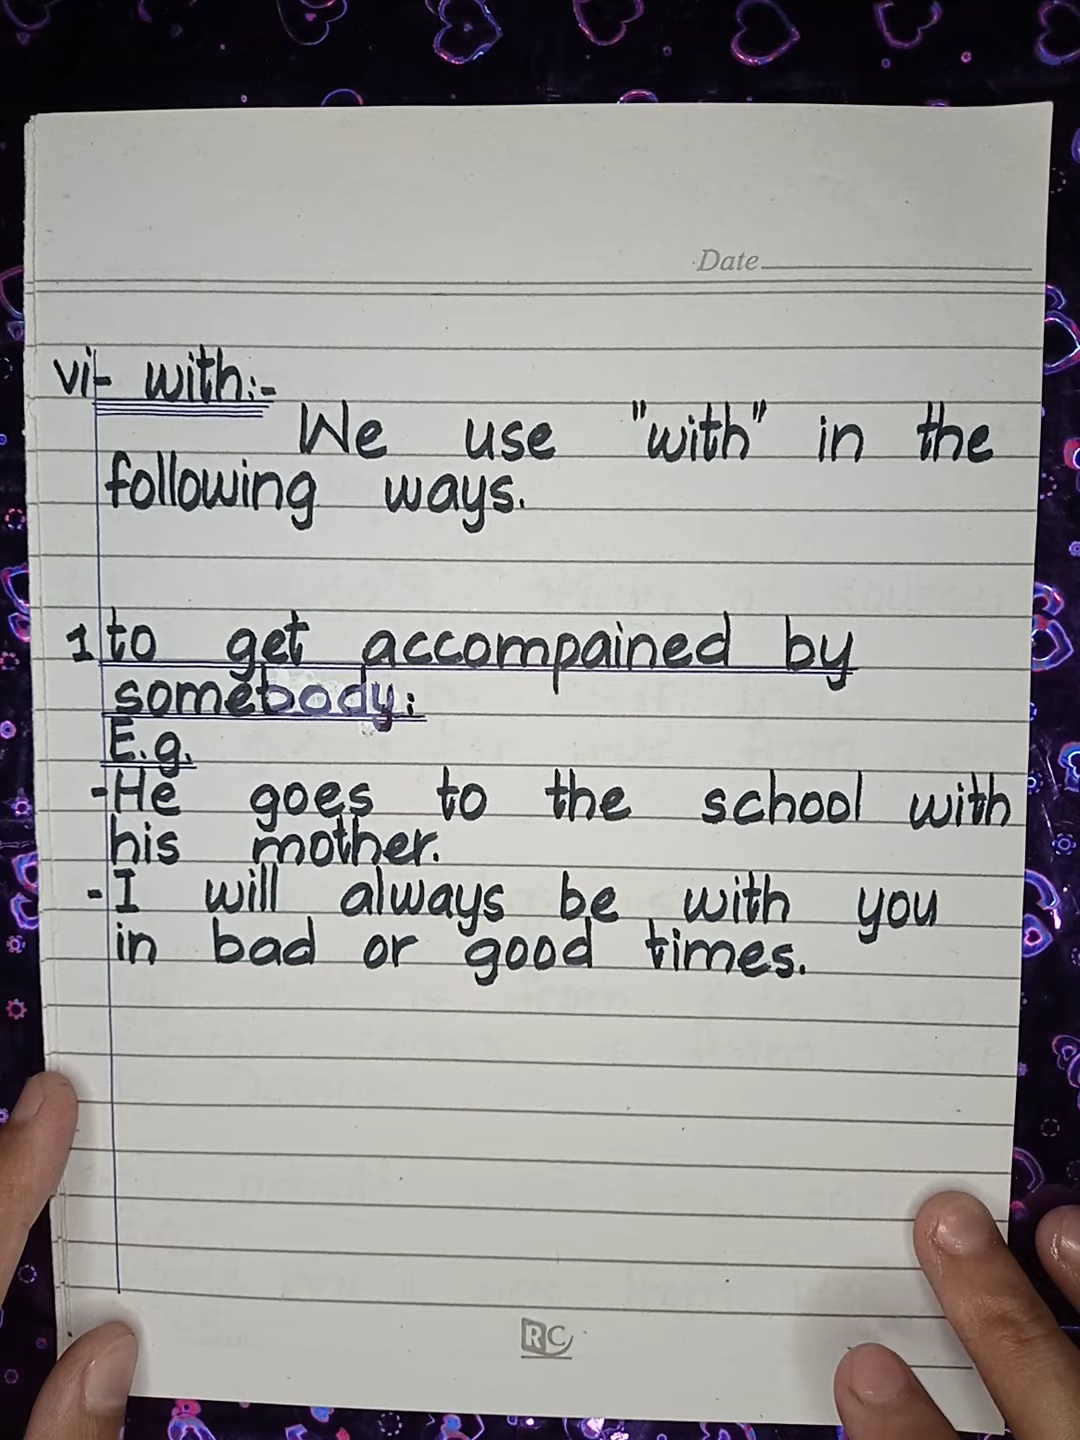 Date
vi- with:-
We use "with" in the
following ways.
1 to get accompained by
somebody:
E.g.
-He goes to the school with
his mother.
-I will always be with you
in bad or good times.
RC